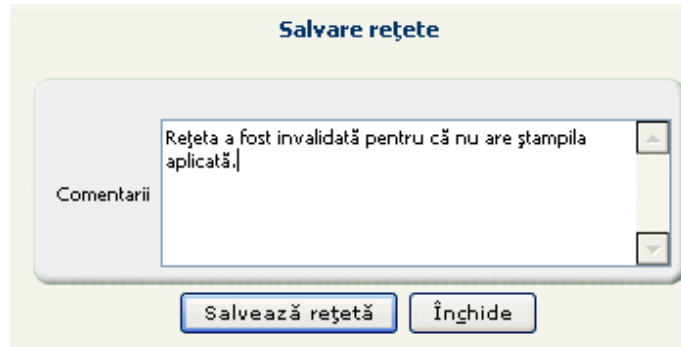 Salvare reţete
Reţeta a fost invalidată pentru că nu are ştampila
aplicată.
Comentarii
Salvează reţetă
Închide